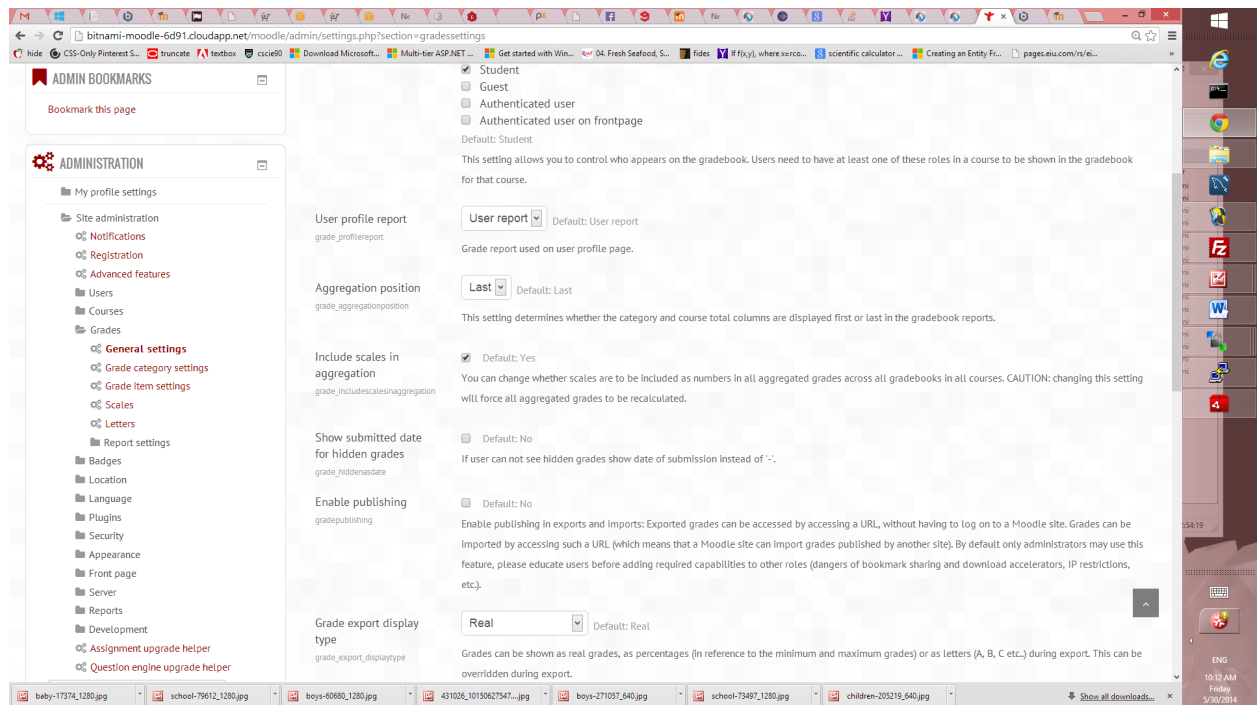 bitnami-moodle-6d91.cloudapp.net/moodle/admin/settings.php?section=gradessettings
hide
CSS-Only Pinterest S...
truncate
textbox
cscie90
Download Microsoft...
Multi-tier ASP.NET ...
Get started with Win...
04. Fresh Seafood, S...
fides
If f(x,y), where x=rco...
scientific calculator ...
Creating an Entity Fr...
pages.eiu.com/rs/ei...
ADMIN BOOKMARKS
Bookmark this page
ADMINISTRATION
My profile settings
Site administration
Notifications
Registration
Advanced features
Users
Courses
Grades
General settings
Grade category settings
Grade item settings
Scales
Letters
Report settings
Badges
Location
Language
Plugins
Security
Appearance
Front page
Server
Reports
Development
Assignment upgrade helper
Question engine upgrade helper
Student
Guest
Authenticated user
Authenticated user on frontpage
Default: Student
This setting allows you to control who appears on the gradebook. Users need to have at least one of these roles in a course to be shown in the gradebook
for that course.
User profile report
grade_profilereport
User report
Default: User report
Grade report used on user profile page.
Aggregation position
grade_aggregationposition
Last
Default: Last
This setting determines whether the category and course total columns are displayed first or last in the gradebook reports.
Include scales in
aggregation
grade_includescalesinaggregation
Default: Yes
You can change whether scales are to be included as numbers in all aggregated grades across all gradebooks in all courses. CAUTION: changing this setting
will force all aggregated grades to be recalculated.
Show submitted date
for hidden grades
grade_hiddenasdate
Default: No
If user can not see hidden grades show date of submission instead of '-'.
Enable publishing
gradepublishing
Default: No
Enable publishing in exports and imports: Exported grades can be accessed by accessing a URL, without having to log on to a Moodle site. Grades can be
imported by accessing such a URL (which means that a Moodle site can import grades published by another site). By default only administrators may use this
feature, please educate users before adding required capabilities to other roles (dangers of bookmark sharing and download accelerators, IP restrictions,
etc.).
Grade export display
type
grade_export_displaytype
Real
Default: Real
Grades can be shown as real grades, as percentages (in reference to the minimum and maximum grades) or as letters (A, B, C etc..) during export. This can be
overridden during export.
baby-17374_1280.jpg
school-79612_1280.jpg
boys-60680_1280.jpg
431026_10150627547....jpg
boys-271057_640.jpg
school-73497_1280.jpg
children-205219_640.jpg
Show all downloads...
:54:19
ENG
10:12 AM
Friday
5/30/2014